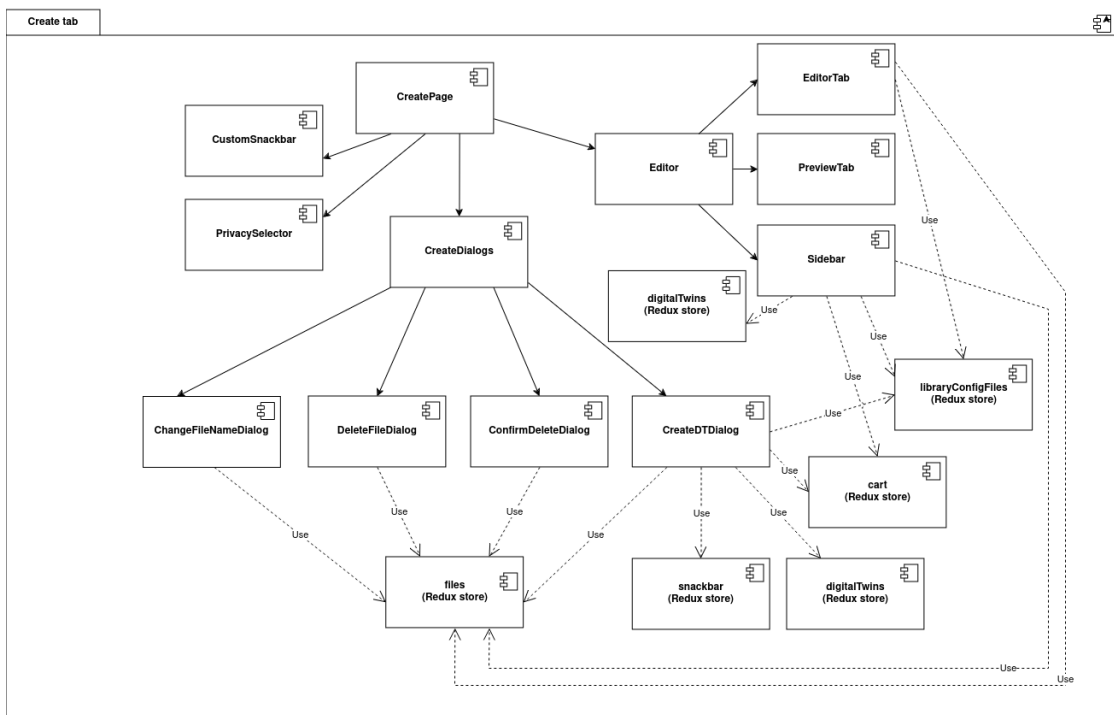 Create tab
EditorTab
CreatePage
CustomSnackbar
Editor
PreviewTab
PrivacySelector
Use
CreateDialogs
Sidebar
digitalTwins
(Redux store)
Use
Use
Use
libraryConfigFiles
(Redux store)
Use
ChangeFileNameDialog
DeleteFileDialog
ConfirmDeleteDialog
CreateDTDialog
Use
cart
(Redux store)
Use
Use
Use
Use
Use
Use
files
(Redux store)
snackbar
(Redux store)
digitalTwins
(Redux store)
Use
Use